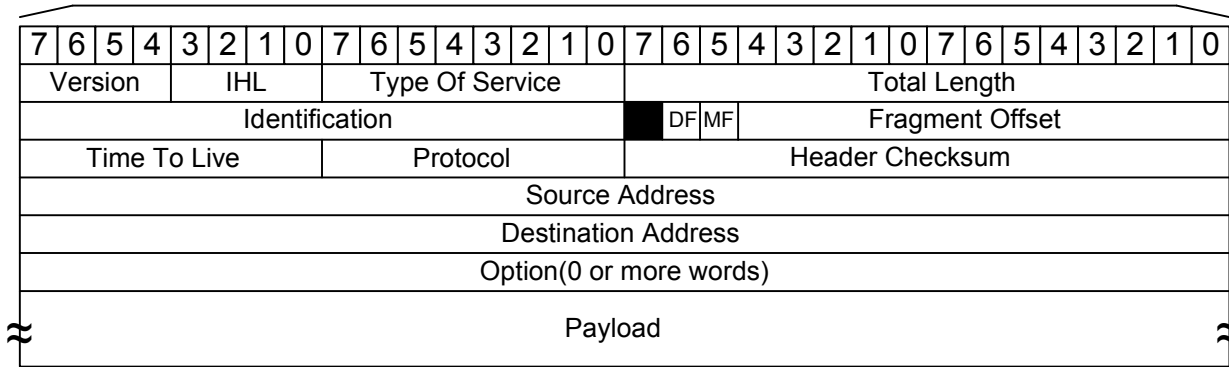 7 6 5 4 3 2 1 0 7 6 5 4 3 2 1 0 7 6 5 4 3 2 1 0 7 6 5 4 3 2 1 0
Version IHL Type Of Service Total Length
Identification DF MF Fragment Offset
Time To Live Protocol Header Checksum
Source Address
Destination Address
Option(0 or more words)
Payload